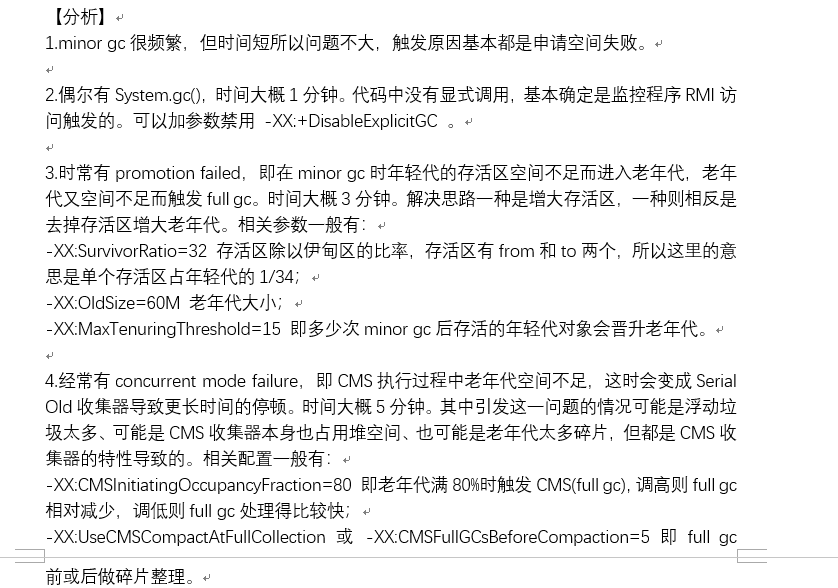 【分析】
1.minor gc 很频繁，但时间短所以问题不大，触发原因基本都是申请空间失败。
2.偶尔有 System.gc()，时间大概 1 分钟。代码中没有显式调用，基本确定是监控程序 RMI 访
问触发的。可以加参数禁用 -XX:+DisableExplicitGC 。
3.时常有 promotion failed，即在 minor gc 时年轻代的存活区空间不足而进入老年代，老年
代又空间不足而触发 full gc。时间大概 3 分钟。解决思路一种是增大存活区，一种则相反是
去掉存活区增大老年代。相关参数一般有：
-XX:SurvivorRatio=32 存活区除以伊甸区的比率，存活区有 from 和 to 两个，所以这里的意
思是单个存活区占年轻代的 1/34；
-XX:OldSize=60M 老年代大小；
-XX:MaxTenuringThreshold=15 即多少次 minor gc 后存活的年轻代对象会晋升老年代。
4.经常有 concurrent mode failure，即 CMS 执行过程中老年代空间不足，这时会变成 Serial
Old 收集器导致更长时间的停顿。时间大概 5 分钟。其中引发这一问题的情况可能是浮动垃
圾太多、可能是 CMS 收集器本身也占用堆空间、也可能是老年代太多碎片，但都是 CMS 收
集器的特性导致的。相关配置一般有：
-XX:CMSInitiatingOccupancyFraction=80 即老年代满 80%时触发 CMS(full gc)，调高则 full gc
相对减少，调低则 full gc 处理得比较快；
-XX:UseCMSCompactAtFullCollection 或 -XX:CMSFullGCsBeforeCompaction=5 即 full gc
前或后做碎片整理。